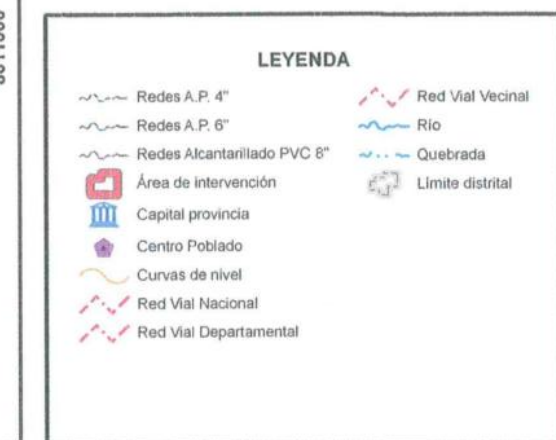 LEYENDA
Redes A.P. 4"
Redes A.P. 6"
Redes Alcantarillado PVC 8"
Área de intervención
Capital provincia
Centro Poblado
Curvas de nivel
Red Vial Nacional
Red Vial Departamental
Red Vial Vecinal
Río
Quebrada
Límite distrital